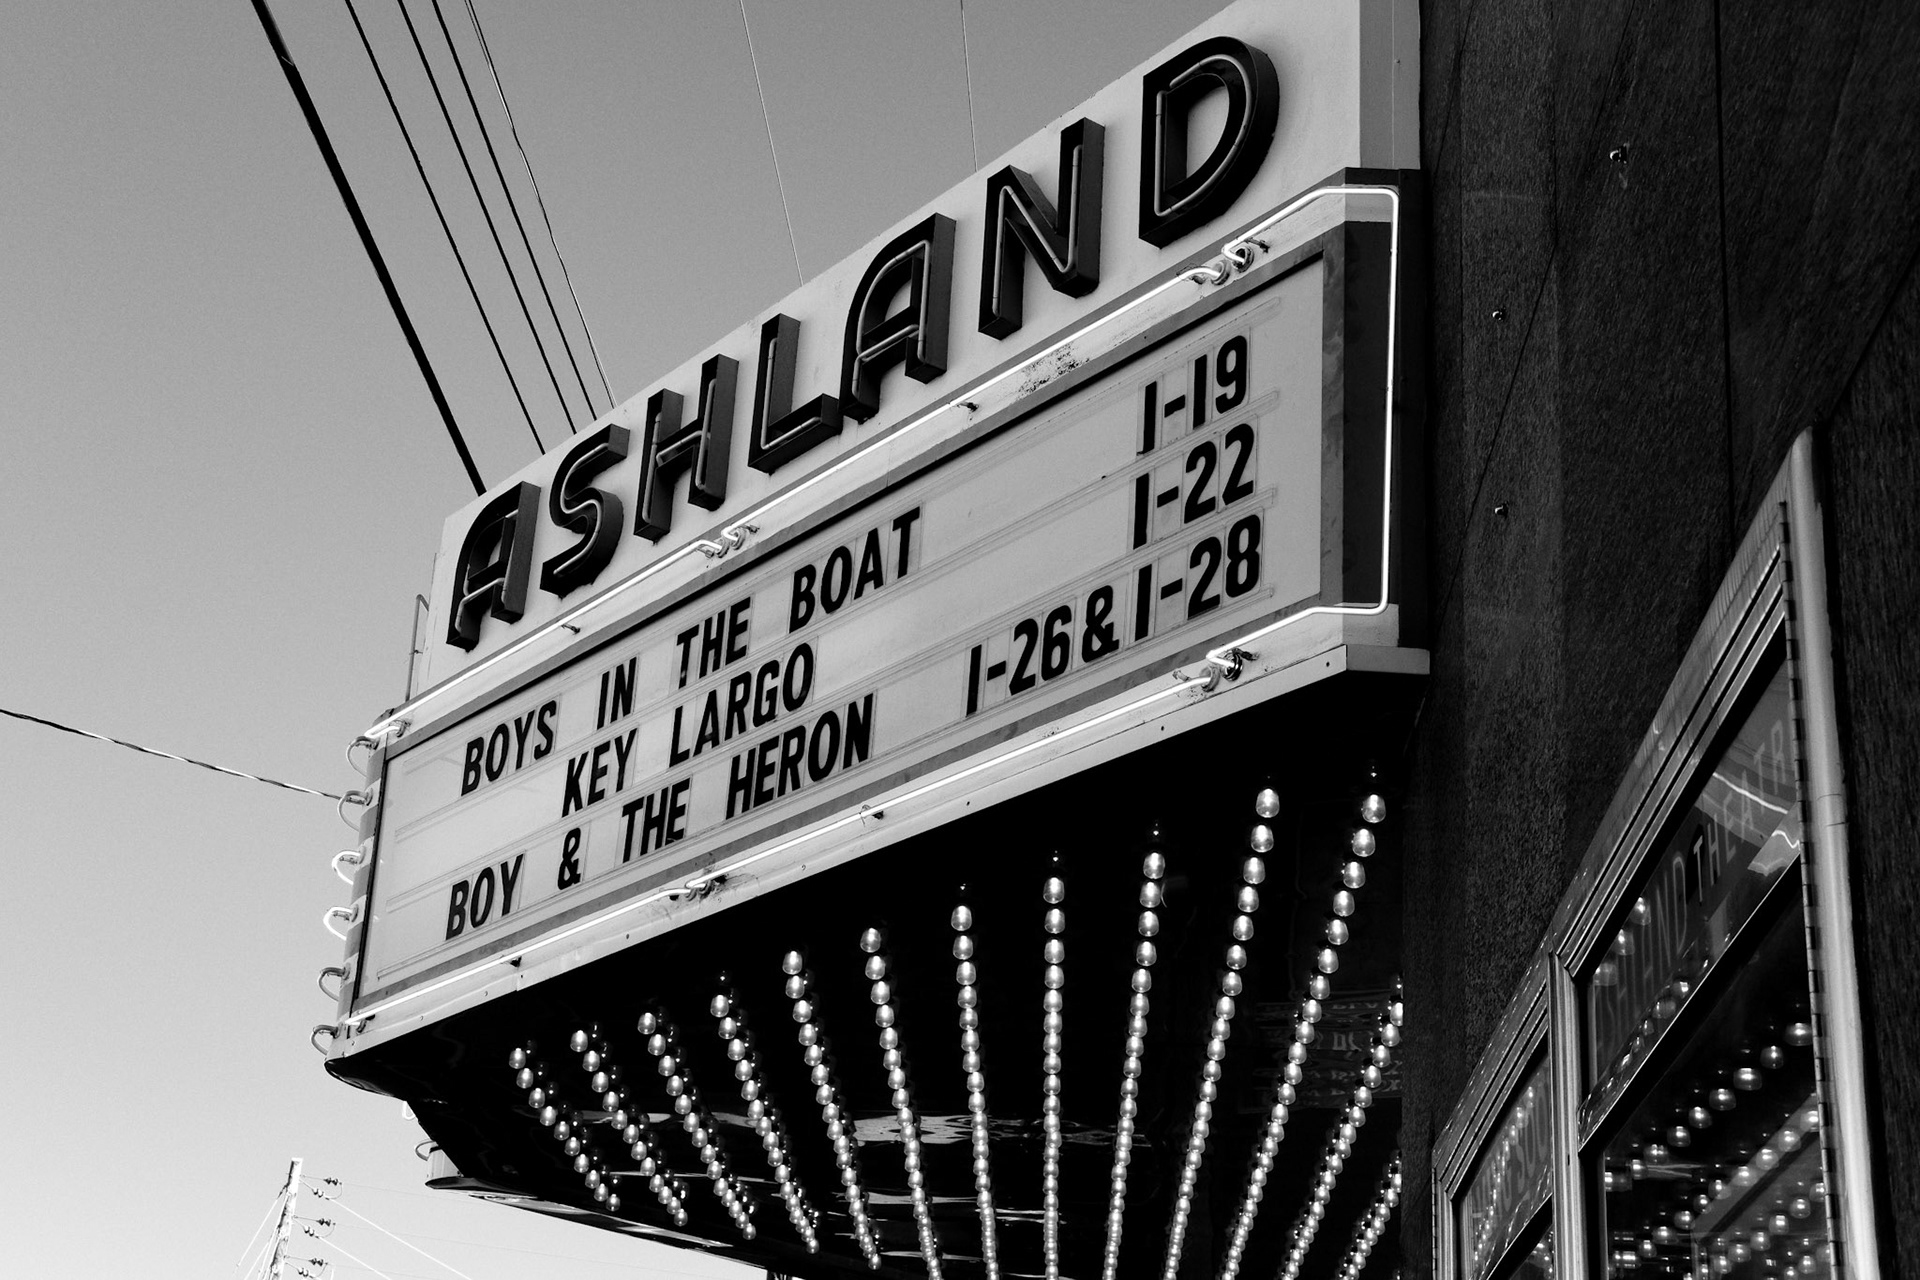 ASHLAND
BOYS IN THE BOAT 1-19
KEY LARGO 1-22
BOY & THE HERON 1-26 & 1-28
ASHLAND THEATR